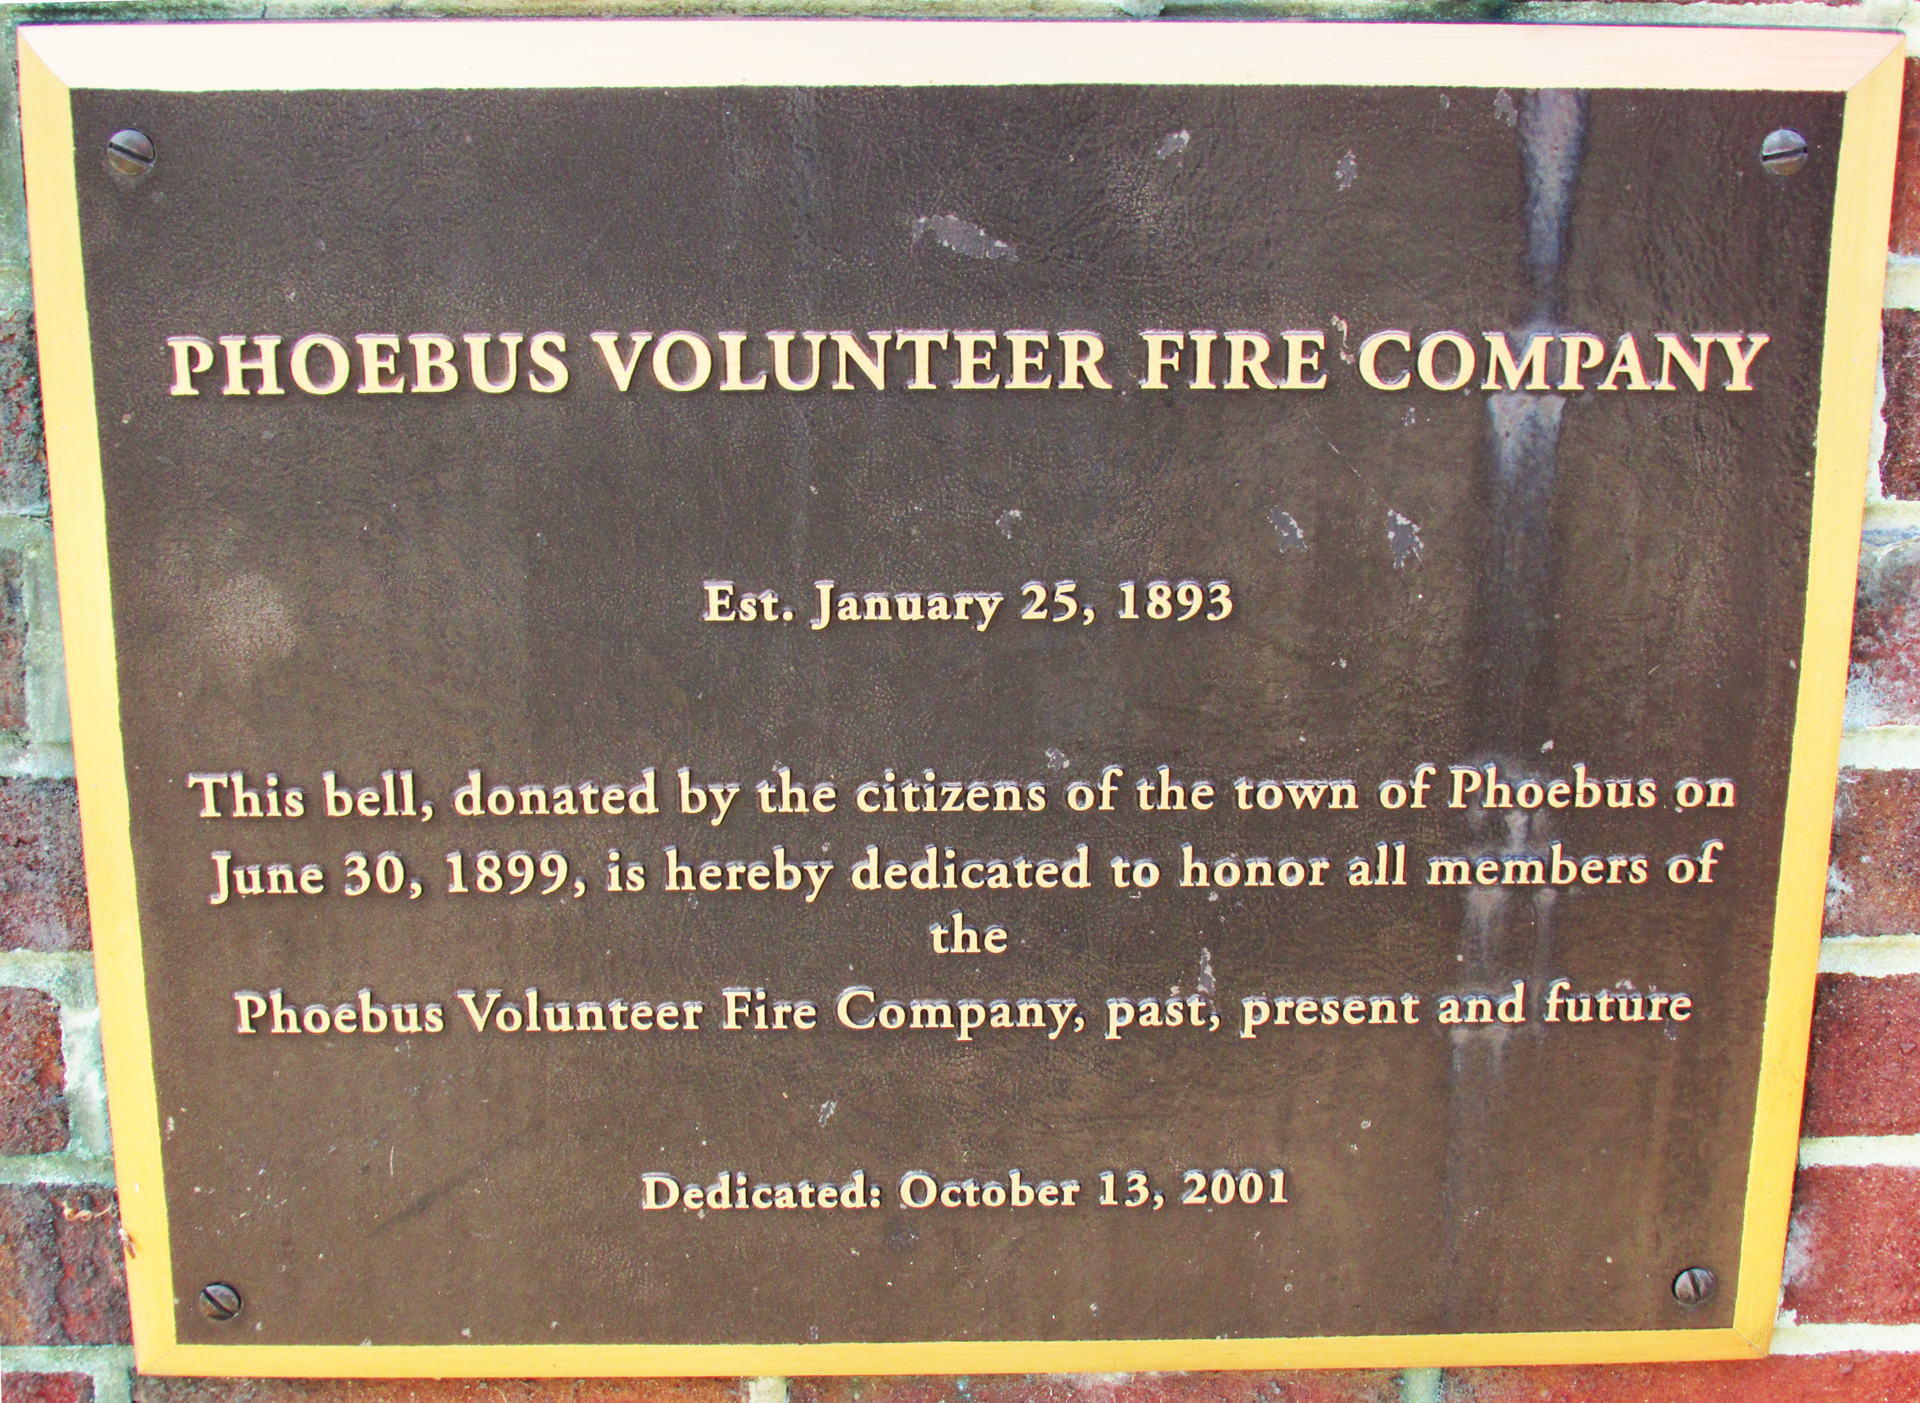 PHOEBUS VOLUNTEER FIRE COMPANY
Est. January 25, 1893
This bell, donated by the citizens of the town of Phoebus on
June 30, 1899, is hereby dedicated to honor all members of
the
Phoebus Volunteer Fire Company, past, present and future
Dedicated: October 13, 2001